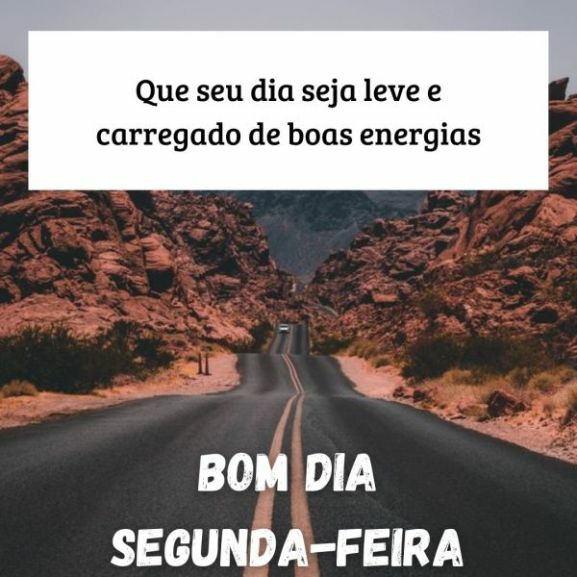 Que seu dia seja leve e
carregado de boas energias
BOM DIA
SEGUNDA-FEIRA